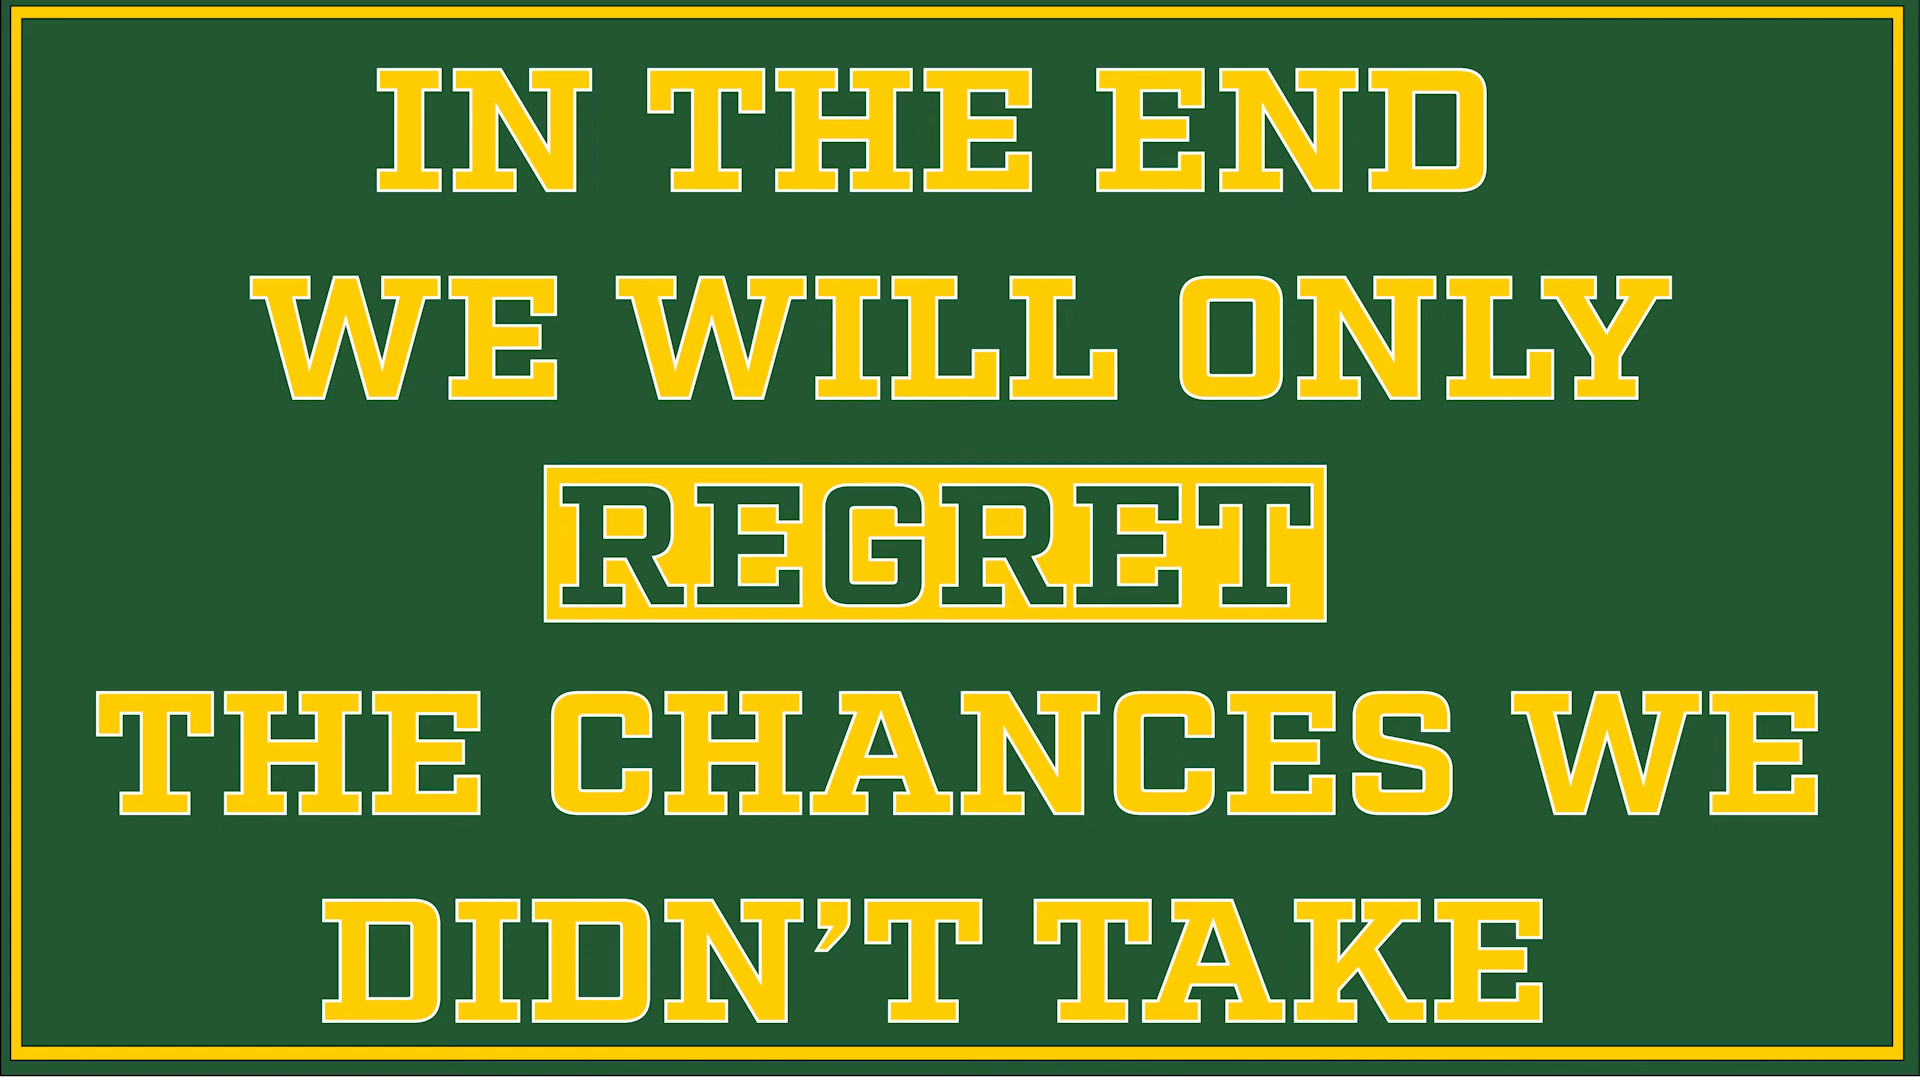 IN THE END
WE WILL ONLY
REGRET
THE CHANCES WE
DIDN’T TAKE